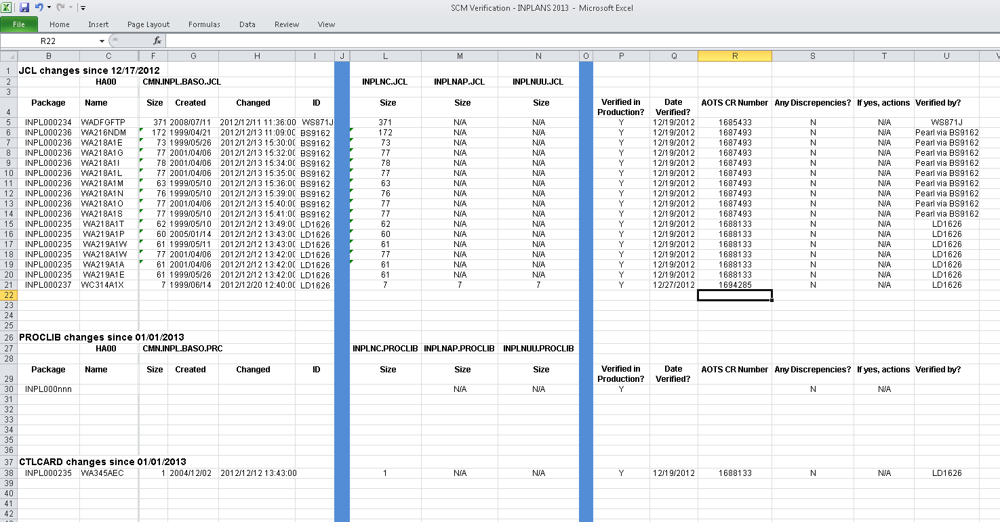 SCM Verification - INPLANS 2013 - Microsoft Excel
File Home Insert Page Layout Formulas Data Review View
R22 fx
B C F G H I J L M N O P Q R S T U V
1 JCL changes since 12/17/2012
2 HA00 CMN.INPL.BASO.JCL INPLNC.JCL INPLNAP.JCL INPLNUU.JCL
3
Package Name Size Created Changed ID Size Size Size Verified in Date AOTS CR Number Any Discrepencies? If yes, actions Verified by?
4 Production? Verified?
5 INPL000234 WADFGFTP 371 2008/07/11 2012/12/11 11:36:00 WS871J 371 N/A N/A Y 12/19/2012 1685433 N N/A WS871J
6 INPL000236 WA216NDM 172 1999/04/21 2012/12/13 11:09:00 BS9162 172 N/A N/A Y 12/19/2012 1687493 N N/A Pearl via BS9162
7 INPL000236 WA218A1E 73 1999/05/26 2012/12/13 15:30:00 BS9162 73 N/A N/A Y 12/19/2012 1687493 N N/A Pearl via BS9162
8 INPL000236 WA218A1G 77 2001/04/06 2012/12/13 15:32:00 BS9162 77 N/A N/A Y 12/19/2012 1687493 N N/A Pearl via BS9162
9 INPL000236 WA218A1I 78 2001/04/06 2012/12/13 15:34:00 BS9162 78 N/A N/A Y 12/19/2012 1687493 N N/A Pearl via BS9162
10 INPL000236 WA218A1L 77 2001/04/06 2012/12/13 15:35:00 BS9162 77 N/A N/A Y 12/19/2012 1687493 N N/A Pearl via BS9162
11 INPL000236 WA218A1M 63 1999/05/10 2012/12/13 15:36:00 BS9162 63 N/A N/A Y 12/19/2012 1687493 N N/A Pearl via BS9162
12 INPL000236 WA218A1N 76 1999/05/10 2012/12/13 15:39:00 BS9162 76 N/A N/A Y 12/19/2012 1687493 N N/A Pearl via BS9162
13 INPL000236 WA218A1O 77 2001/04/06 2012/12/13 15:40:00 BS9162 77 N/A N/A Y 12/19/2012 1687493 N N/A Pearl via BS9162
14 INPL000236 WA218A1S 77 1999/05/10 2012/12/13 15:41:00 BS9162 77 N/A N/A Y 12/19/2012 1687493 N N/A Pearl via BS9162
15 INPL000235 WA218A1T 62 1999/05/10 2012/12/12 13:49:00 LD1626 62 N/A N/A Y 12/19/2012 1688133 N N/A LD1626
16 INPL000235 WA219A1P 60 2005/01/14 2012/12/12 13:43:00 LD1626 60 N/A N/A Y 12/19/2012 1688133 N N/A LD1626
17 INPL000235 WA219A1W 61 1999/05/11 2012/12/12 13:43:00 LD1626 61 N/A N/A Y 12/19/2012 1688133 N N/A LD1626
18 INPL000235 WA218A1W 77 2001/04/06 2012/12/12 13:42:00 LD1626 77 N/A N/A Y 12/19/2012 1688133 N N/A LD1626
19 INPL000235 WA219A1A 61 2001/04/06 2012/12/12 13:42:00 LD1626 61 N/A N/A Y 12/19/2012 1688133 N N/A LD1626
20 INPL000235 WA219A1E 61 1999/05/26 2012/12/12 13:42:00 LD1626 61 N/A N/A Y 12/19/2012 1688133 N N/A LD1626
21 INPL000237 WC314A1X 7 1999/06/14 2012/12/20 12:40:00 LD1626 7 7 7 Y 12/27/2012 1694285 N N/A LD1626
22
23
24
25
26 PROCLIB changes since 01/01/2013
27 HA00 CMN.INPL.BASO.PRC INPLNC.PROCLIB INPLNAP.PROCLIB INPLNUU.PROCLIB
28
Package Name Size Created Changed ID Size Size Size Verified in Date AOTS CR Number Any Discrepencies? If yes, actions Verified by?
29 Production? Verified?
30 INPL000nnn N/A N/A Y N N/A
31
32
33
34
35
36
37 CTLCARD changes since 01/01/2013
38 INPL000235 WA345AEC 1 2004/12/02 2012/12/12 13:43:00 1 N/A N/A Y 12/19/2012 1688133 N N/A LD1626
39
40
41
42